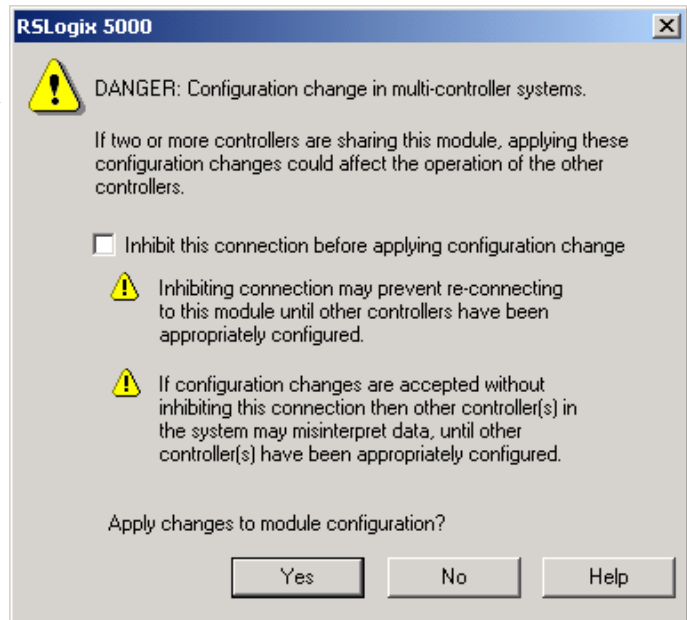 RSLogix 5000
DANGER: Configuration change in multi-controller systems.
If two or more controllers are sharing this module, applying these
configuration changes could affect the operation of the other
controllers.
Inhibit this connection before applying configuration change
Inhibiting connection may prevent re-connecting
to this module until other controllers have been
appropriately configured.
If configuration changes are accepted without
inhibiting this connection then other controller(s) in
the system may misinterpret data, until other
controller(s) have been appropriately configured.
Apply changes to module configuration?
Yes No Help